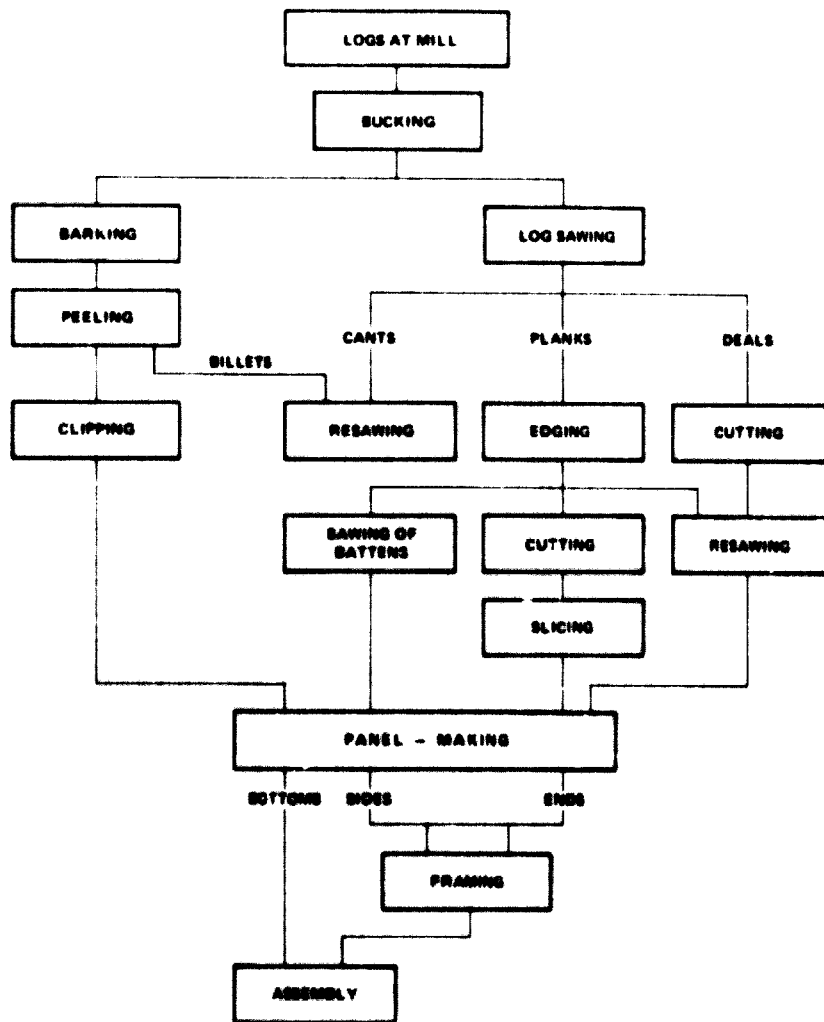 LOGS AT MILL
BUCKING
BARKING
LOG SAWING
PEELING
CANTS
PLANKS
DEALS
BILLETS
CLIPPING
RESAWING
EDGING
CUTTING
SAWING OF
BATTENS
CUTTING
RESAWING
SLICING
PANEL - MAKING
BOTTOMS
SIDES
ENDS
FRAMING
ASSEMBLY